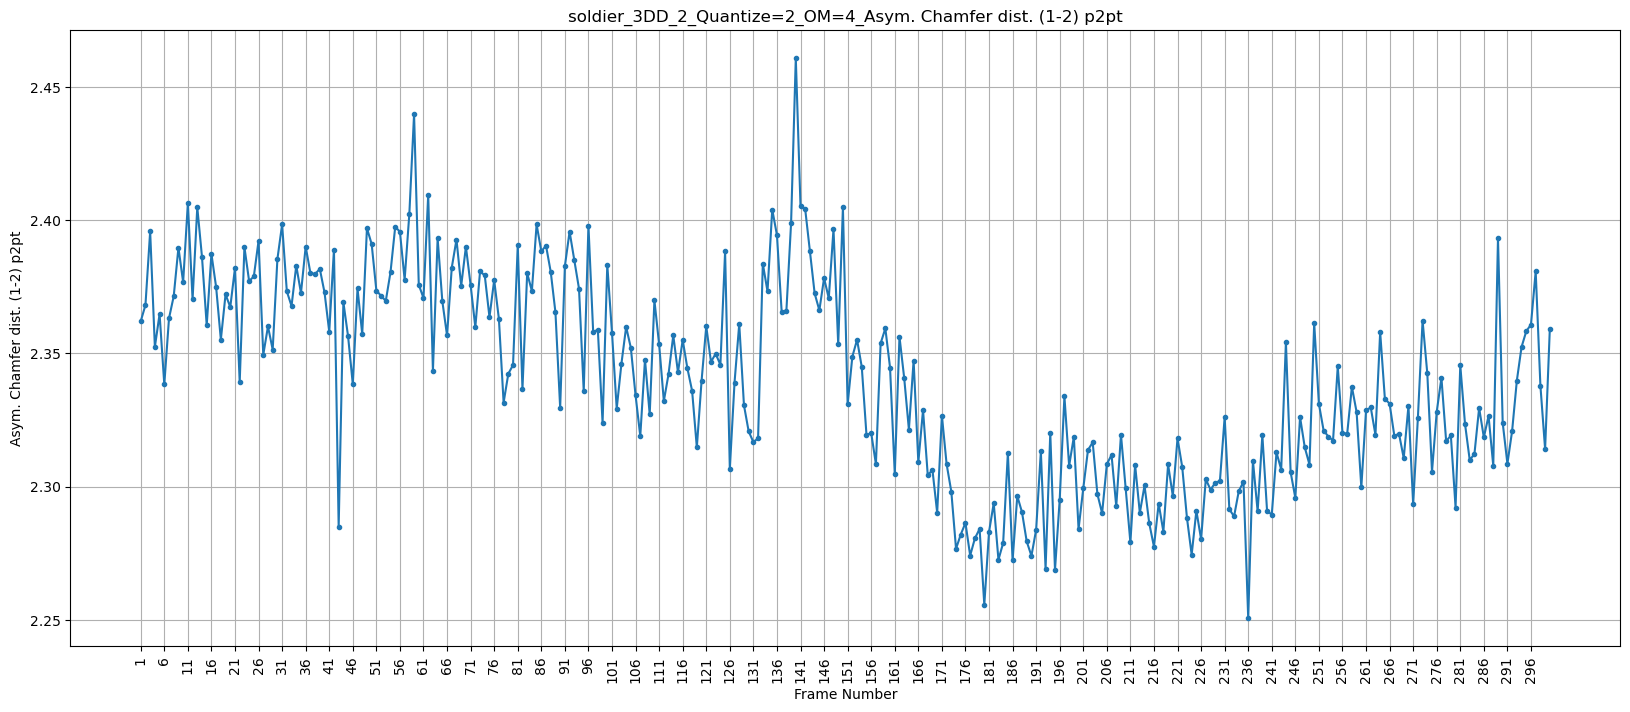 soldier_3DD_2_Quantize=2_OM=4_Asym. Chamfer dist. (1-2) p2pt
Asym. Chamfer dist. (1-2) p2pt
2.45
2.40
2.35
2.30
2.25
1 6 11 16 21 26 31 36 41 46 51 56 61 66 71 76 81 86 91 96 101 106 111 116 121 126 131 136 141 146 151 156 161 166 171 176 181 186 191 196 201 206 211 216 221 226 231 236 241 246 251 256 261 266 271 276 281 286 291 296
Frame Number